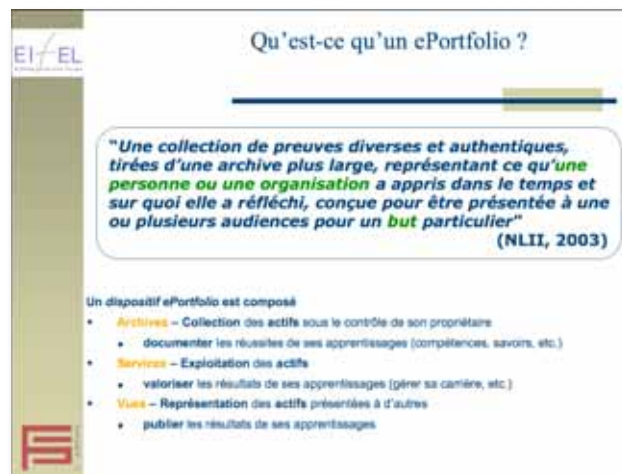 Qu'est-ce qu'un ePortfolio ?
EIfEL
"Une collection de preuves diverses et authentiques,
tirées d'une archive plus large, représentant ce qu'une
personne ou une organisation a appris dans le temps et
sur quoi elle a réfléchi, conçue pour être présentée à une
ou plusieurs audiences pour un but particulier"
(NLII, 2003)
Un dispositif ePortfolio est composé
• Archives – Collection des actifs sous le contrôle de son propriétaire
• documenter les réussites de ses apprentissages (compétences, savoirs, etc.)
• Services – Exploitation des actifs
• valoriser les résultats de ses apprentissages (gérer sa carrière, etc.)
• Vues – Représentation des actifs présentées à d'autres
• publier les résultats de ses apprentissages